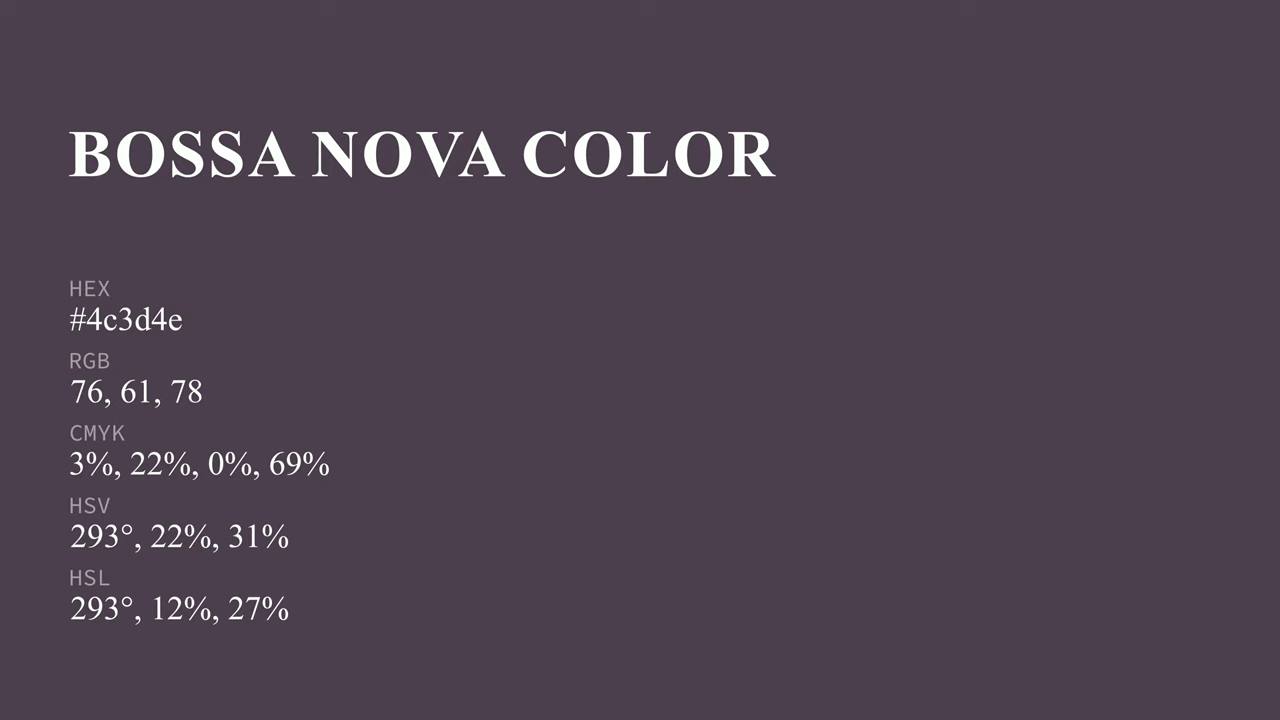 BOSSA NOVA COLOR
HEX
#4c3d4e
RGB
76, 61, 78
CMYK
3%, 22%, 0%, 69%
HSV
293°, 22%, 31%
HSL
293°, 12%, 27%